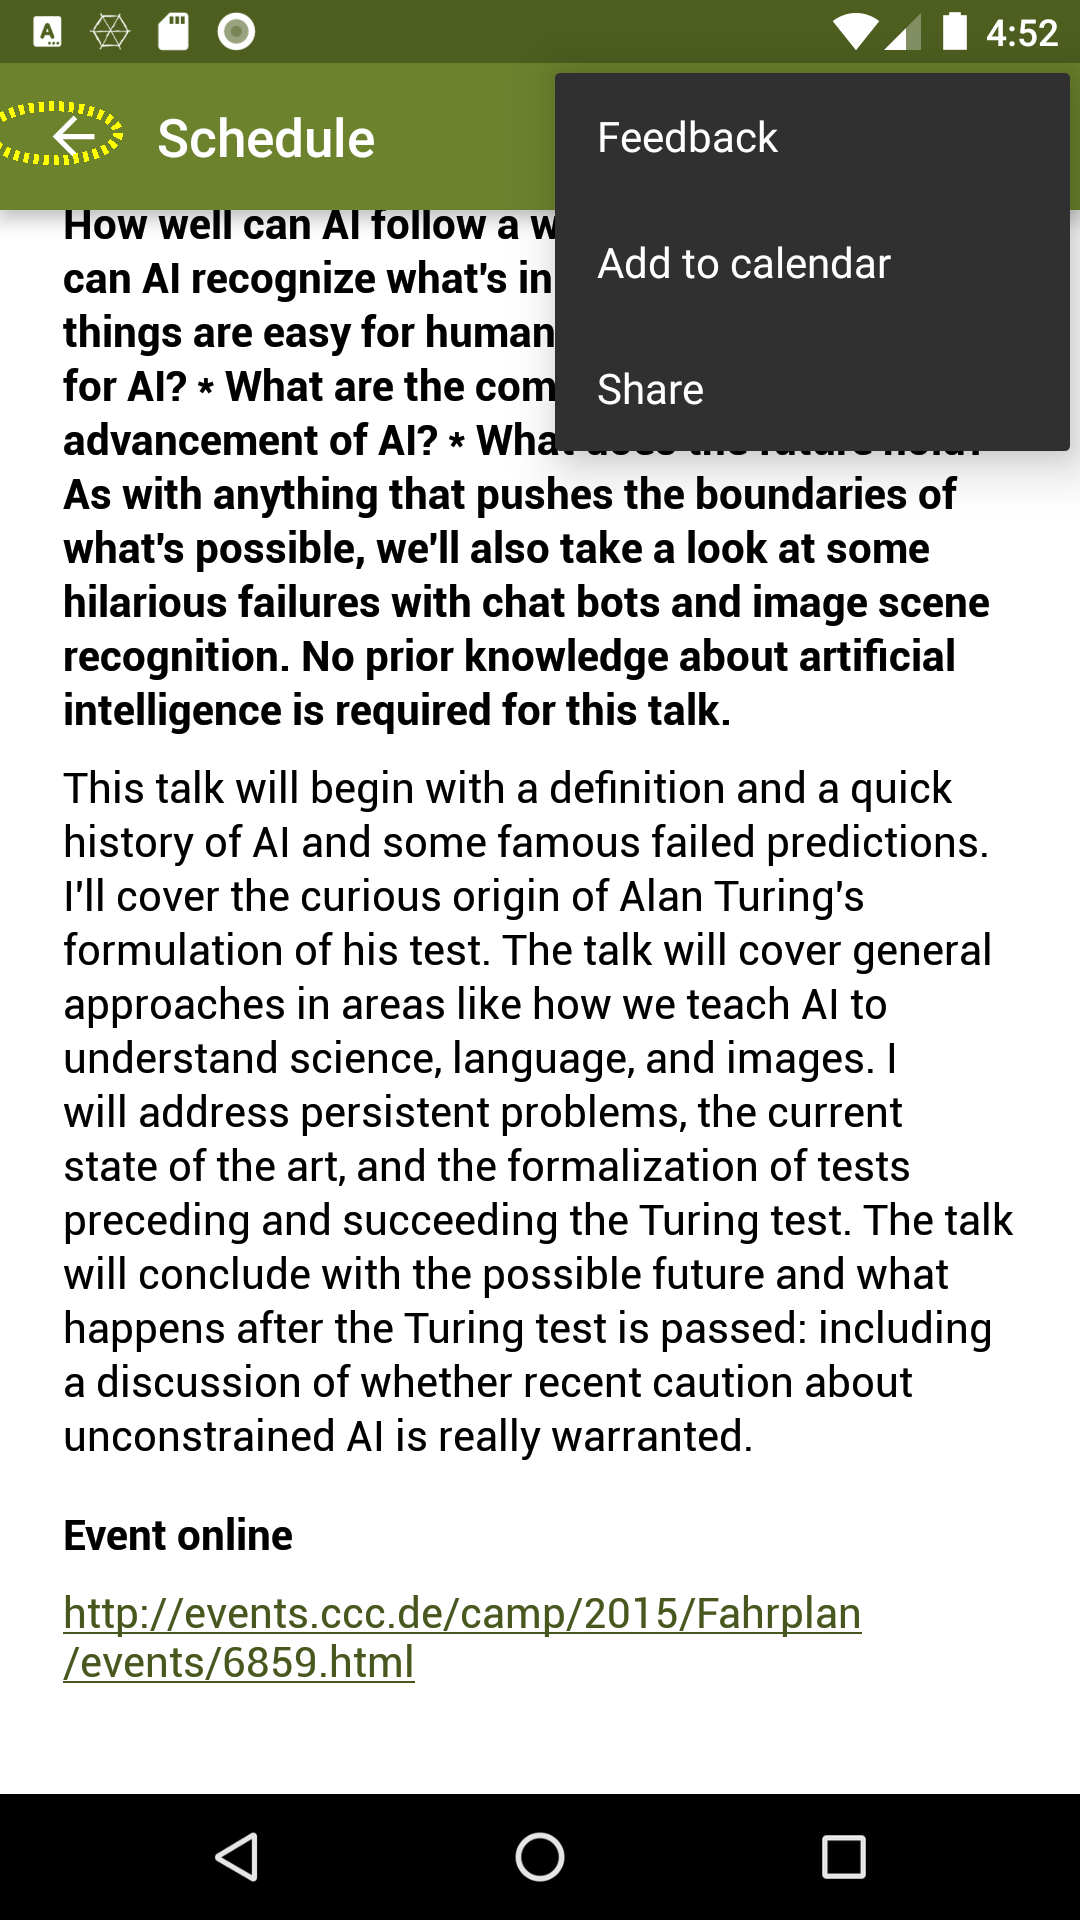 4:52
Schedule
Feedback
Add to calendar
Share
How well can AI follow a w
can AI recognize what's in
things are easy for human
for AI? * What are the com
advancement of AI? * What does the future hold?
As with anything that pushes the boundaries of
what's possible, we'll also take a look at some
hilarious failures with chat bots and image scene
recognition. No prior knowledge about artificial
intelligence is required for this talk.
This talk will begin with a definition and a quick
history of AI and some famous failed predictions.
I'll cover the curious origin of Alan Turing's
formulation of his test. The talk will cover general
approaches in areas like how we teach AI to
understand science, language, and images. I
will address persistent problems, the current
state of the art, and the formalization of tests
preceding and succeeding the Turing test. The talk
will conclude with the possible future and what
happens after the Turing test is passed: including
a discussion of whether recent caution about
unconstrained AI is really warranted.
Event online
http://events.ccc.de/camp/2015/Fahrplan
/events/6859.html